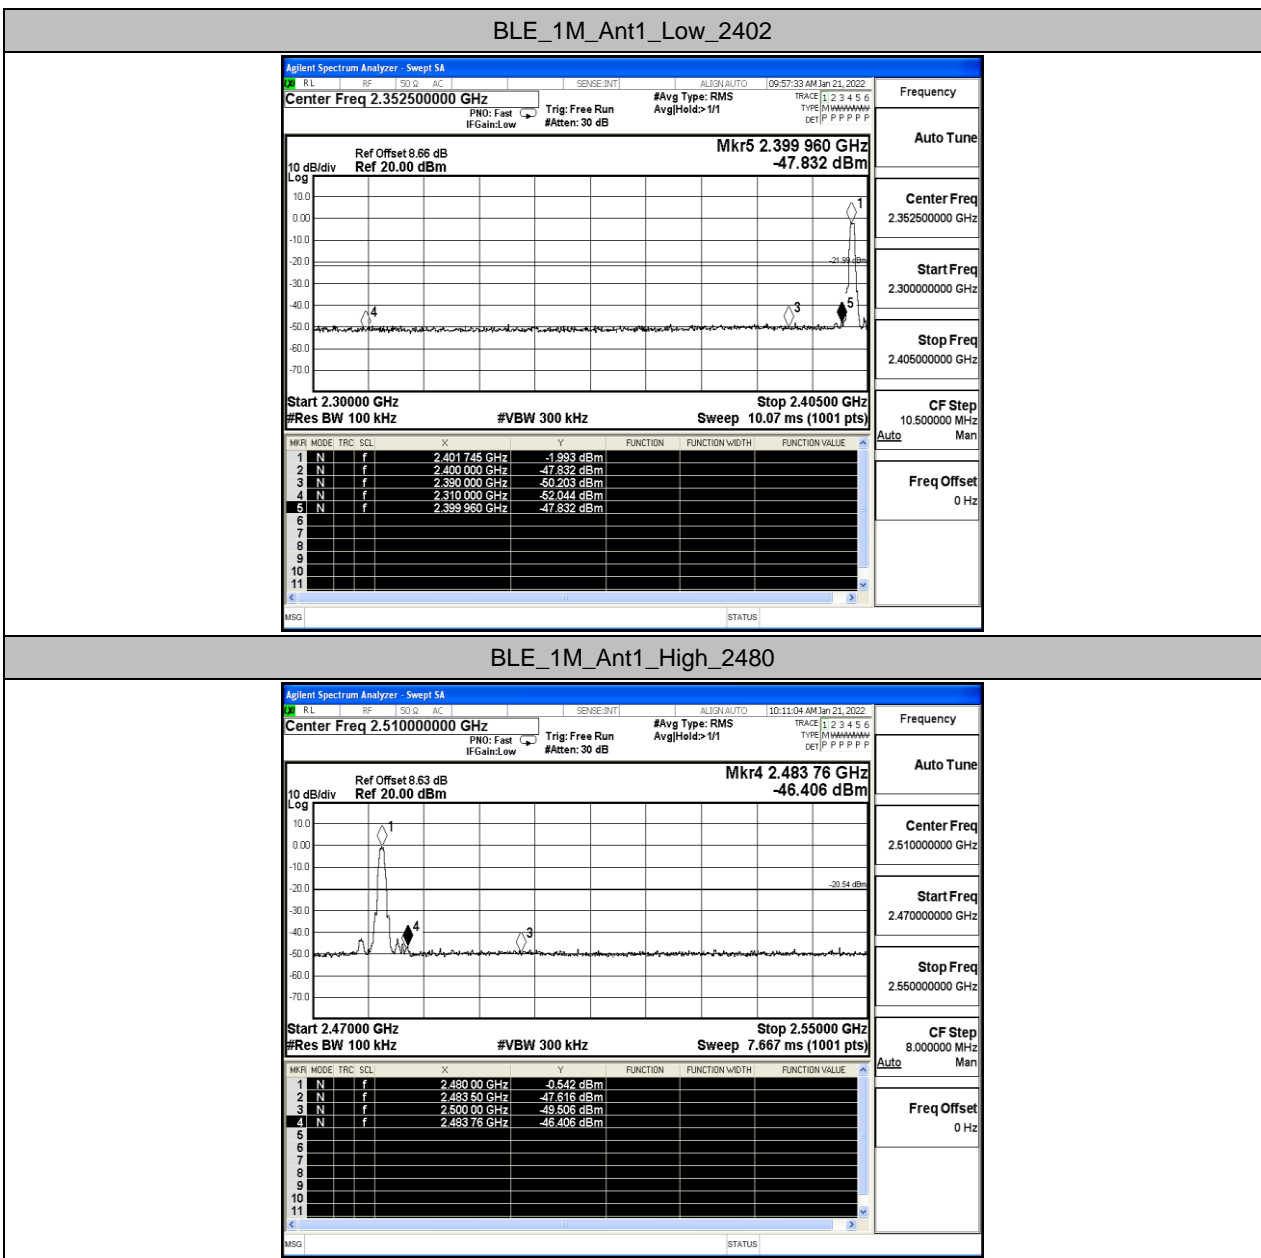 BLE_1M_Ant1_Low_2402
Agilent Spectrum Analyzer - Swept SA
RL RF 50 Ω AC SENSE:INT ALIGN AUTO 09:57:33 AM Jan 21, 2022
Center Freq 2.352500000 GHz #Avg Type: RMS TRACE 1 2 3 4 5 6
PNO: Fast Trig: Free Run Avg|Hold:>1/1 TYPE M
IFGain:Low #Atten: 30 dB DET P P P P P P
Mkr5 2.399 960 GHz
-47.832 dBm
Ref Offset 8.66 dB
10 dB/div Ref 20.00 dBm
Log
10.0
0.00
-10.0
-20.0
-30.0
-40.0
-50.0
-60.0
-70.0
1
-21.99 dBm
4
3
5
Start 2.30000 GHz Stop 2.40500 GHz
#Res BW 100 kHz #VBW 300 kHz Sweep 10.07 ms (1001 pts)
MKR MODE TRC SCL X Y FUNCTION FUNCTION WIDTH FUNCTION VALUE
1 N f 2.401 745 GHz -1.993 dBm
2 N f 2.400 000 GHz -47.832 dBm
3 N f 2.390 000 GHz -50.203 dBm
4 N f 2.310 000 GHz -52.044 dBm
5 N f 2.399 960 GHz -47.832 dBm
6
7
8
9
10
11
MSG STATUS
Frequency
Auto Tune
Center Freq
2.352500000 GHz
Start Freq
2.300000000 GHz
Stop Freq
2.405000000 GHz
CF Step
10.500000 MHz
Auto Man
Freq Offset
0 Hz
BLE_1M_Ant1_High_2480
Agilent Spectrum Analyzer - Swept SA
RL RF 50 Ω AC SENSE:INT ALIGN AUTO 10:11:04 AM Jan 21, 2022
Center Freq 2.510000000 GHz #Avg Type: RMS TRACE 1 2 3 4 5 6
PNO: Fast Trig: Free Run Avg|Hold:>1/1 TYPE M
IFGain:Low #Atten: 30 dB DET P P P P P P
Mkr4 2.483 76 GHz
-46.406 dBm
Ref Offset 8.63 dB
10 dB/div Ref 20.00 dBm
Log
10.0
0.00
-10.0
-20.0
-30.0
-40.0
-50.0
-60.0
-70.0
1
-20.54 dBm
4
3
Start 2.47000 GHz Stop 2.55000 GHz
#Res BW 100 kHz #VBW 300 kHz Sweep 7.667 ms (1001 pts)
MKR MODE TRC SCL X Y FUNCTION FUNCTION WIDTH FUNCTION VALUE
1 N f 2.480 00 GHz -0.542 dBm
2 N f 2.483 50 GHz -47.616 dBm
3 N f 2.500 00 GHz -49.506 dBm
4 N f 2.483 76 GHz -46.406 dBm
5
6
7
8
9
10
11
MSG STATUS
Frequency
Auto Tune
Center Freq
2.510000000 GHz
Start Freq
2.470000000 GHz
Stop Freq
2.550000000 GHz
CF Step
8.000000 MHz
Auto Man
Freq Offset
0 Hz